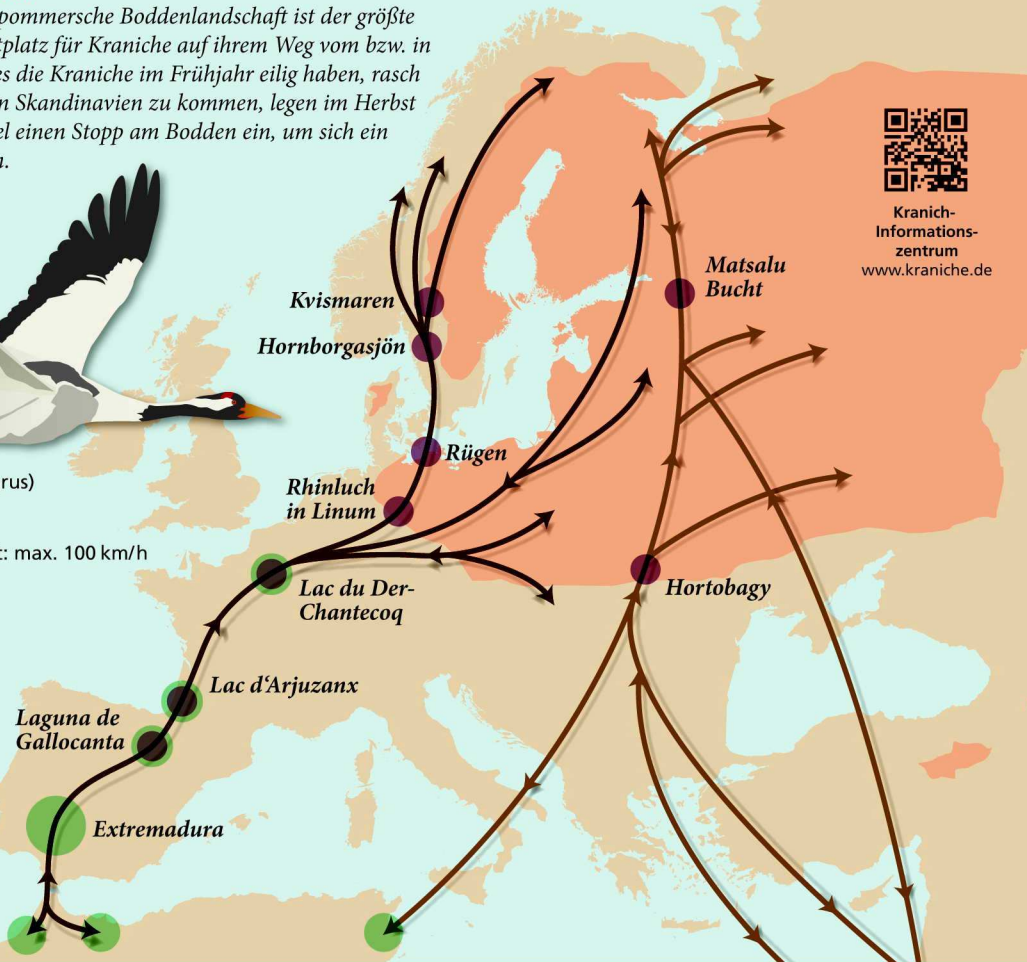 pommersche Boddenlandschaft ist der größte
tplatz für Kraniche auf ihrem Weg vom bzw. in
es die Kraniche im Frühjahr eilig haben, rasch
n Skandinavien zu kommen, legen im Herbst
el einen Stopp am Bodden ein, um sich ein
n.
Kranich-
Informations-
zentrum
www.kraniche.de
Matsalu
Bucht
Kvismaren
Hornborgasjön
Rügen
rus)
Rhinluch
in Linum
t: max. 100 km/h
Lac du Der-
Chantecoq
Hortobagy
Lac d‘Arjuzanx
Laguna de
Gallocanta
Extremadura